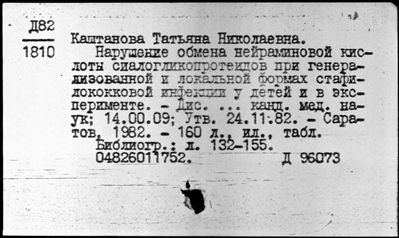 Д82
1810
Каштанова Татьяна Николаевна.
Нарушение обмена нейраминовой кис-
лоты сиалогликопротеидов при генера-
лизованной и локальной формах стафи-
лококковой инфекции у детей и в экс-
перименте. - Дис. ... канд. мед. на-
ук; 14.00.09; Утв. 24.11.82. - Сара-
тов, 1982. - 160 л., ил., табл.
Библиогр.: л. 132-155.
04826011752. Д 96073